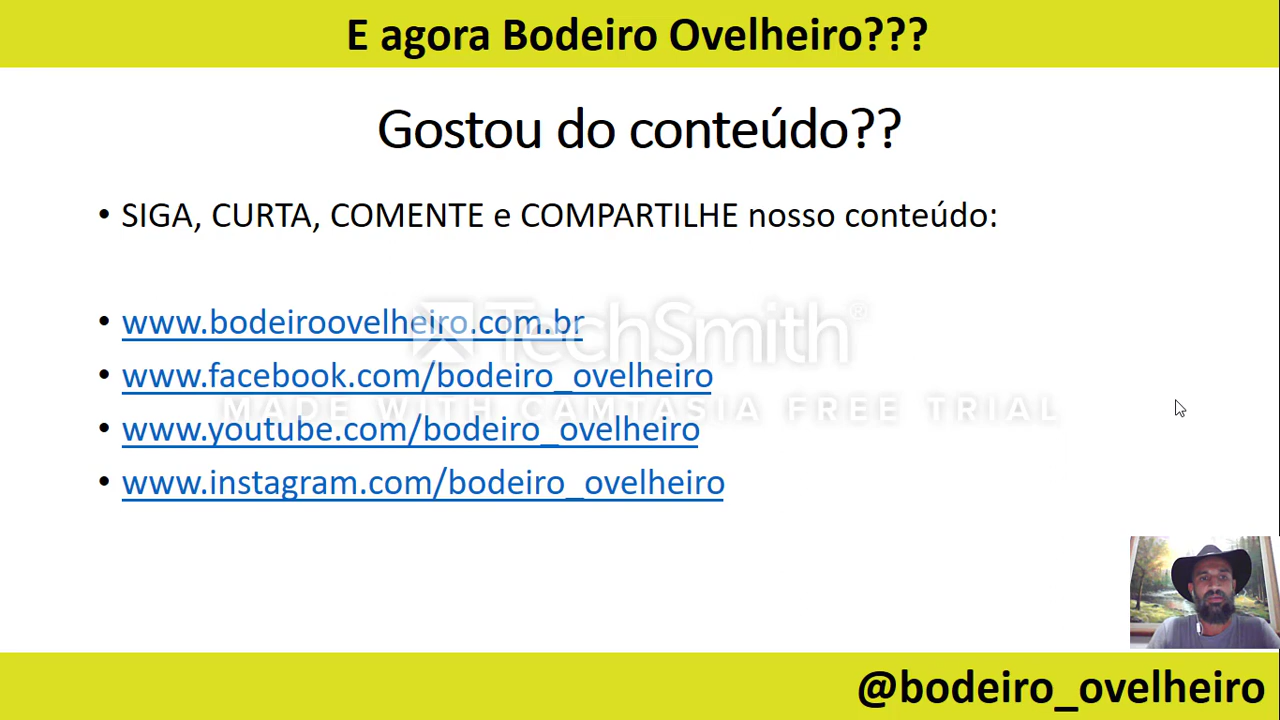 E agora Bodeiro Ovelheiro???
Gostou do conteúdo??
• SIGA, CURTA, COMENTE e COMPARTILHE nosso conteúdo:
• www.bodeiroovelheiro.com.br
TechSmith®
• www.facebook.com/bodeiro_ovelheiro
MADE WITH CAMTASIA FREE TRIAL
• www.youtube.com/bodeiro_ovelheiro
• www.instagram.com/bodeiro_ovelheiro
@bodeiro_ovelheiro